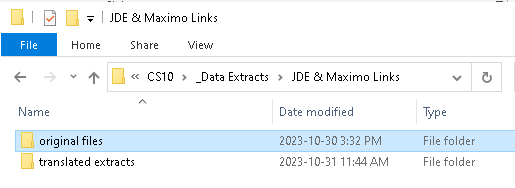 JDE & Maximo Links
File Home Share View
« CS10 > _Data Extracts > JDE & Maximo Links
Name Date modified Type
original files 2023-10-30 3:32 PM File folder
translated extracts 2023-10-31 11:44 AM File folder